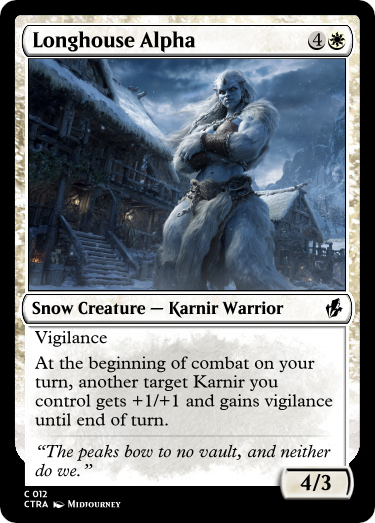 Longhouse Alpha 4
Snow Creature — Karnir Warrior
Vigilance
At the beginning of combat on your
turn, another target Karnir you
control gets +1/+1 and gains vigilance
until end of turn.
“The peaks bow to no vault, and neither
do we.”
4/3
C 012
CTRA Midjourney